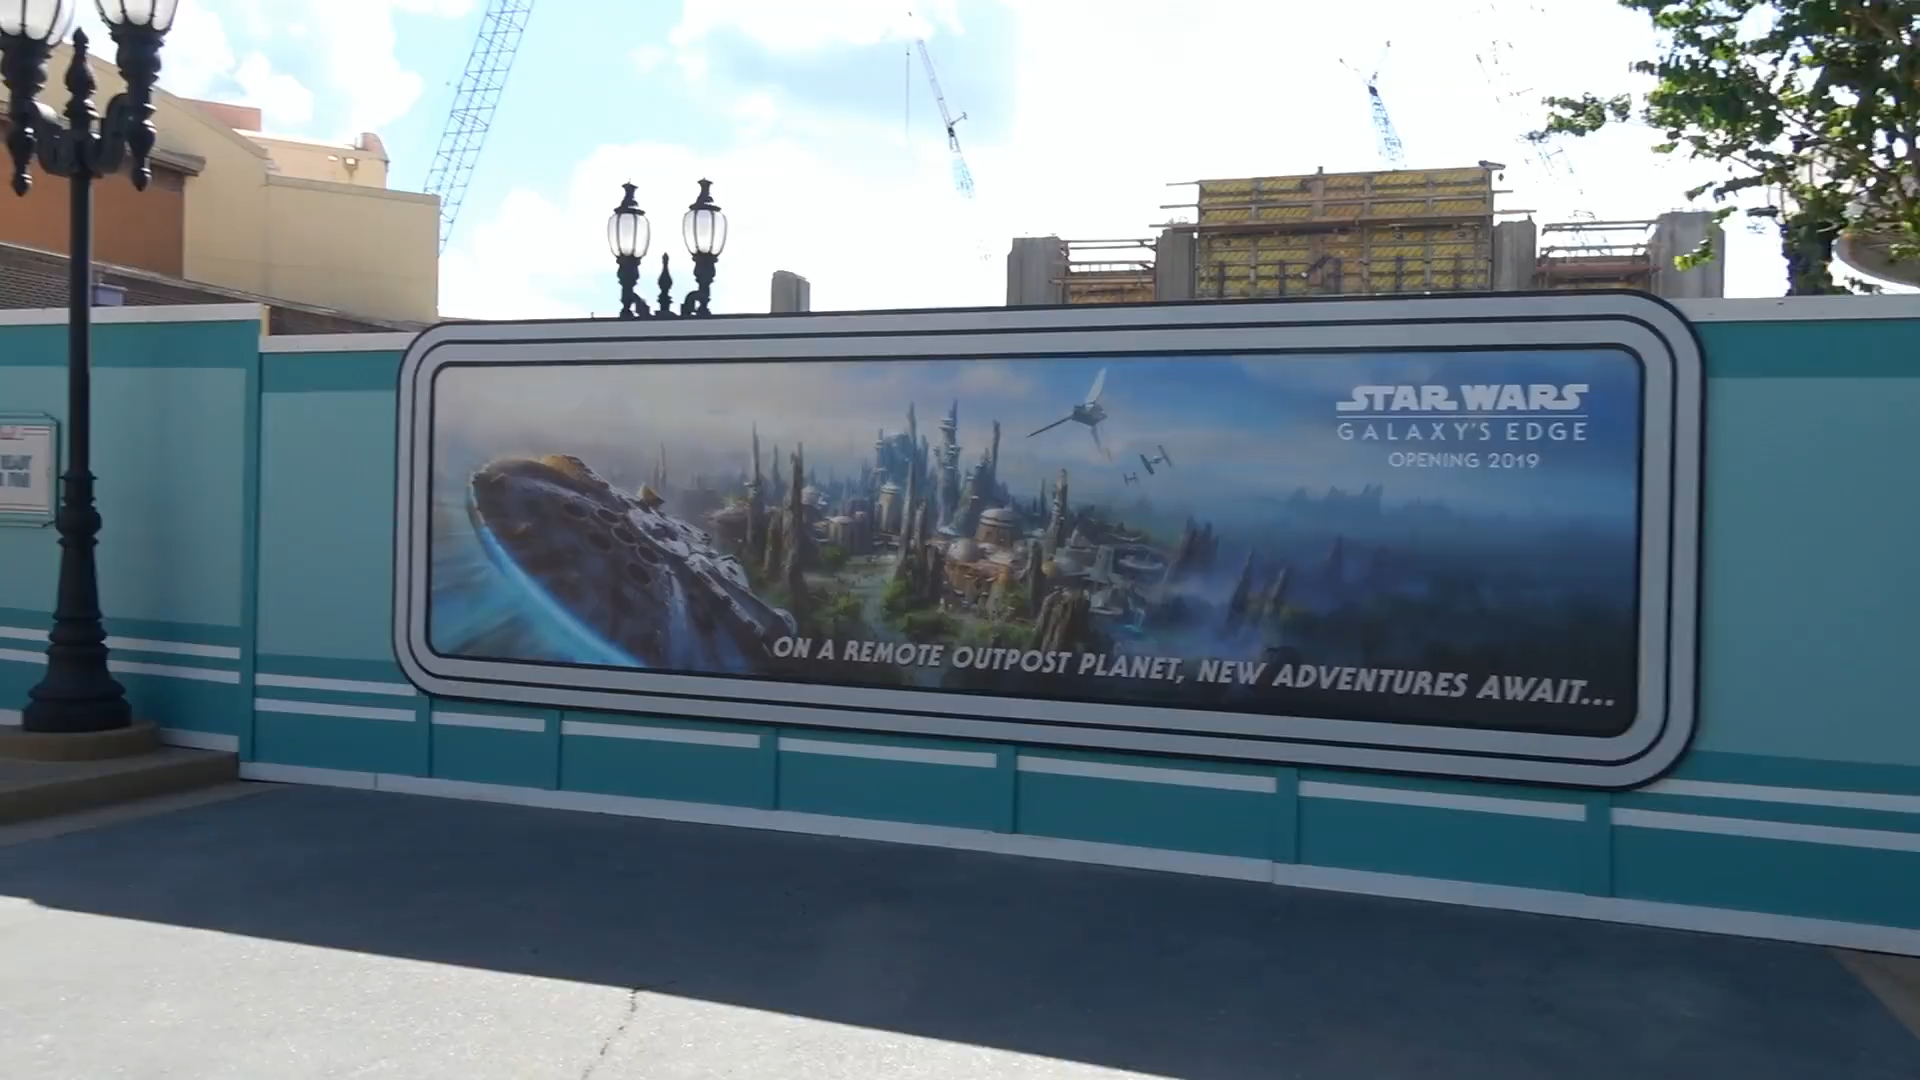 STAR WARS
GALAXY'S EDGE
OPENING 2019
ON A REMOTE OUTPOST PLANET, NEW ADVENTURES AWAIT...